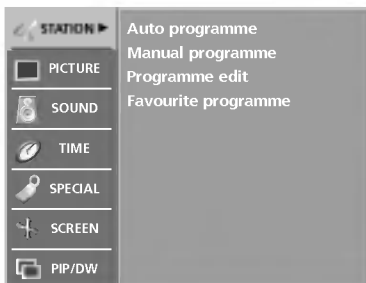 STATION
PICTURE
SOUND
TIME
SPECIAL
SCREEN
PIP/DW
Auto programme
Manual programme
Programme edit
Favourite programme